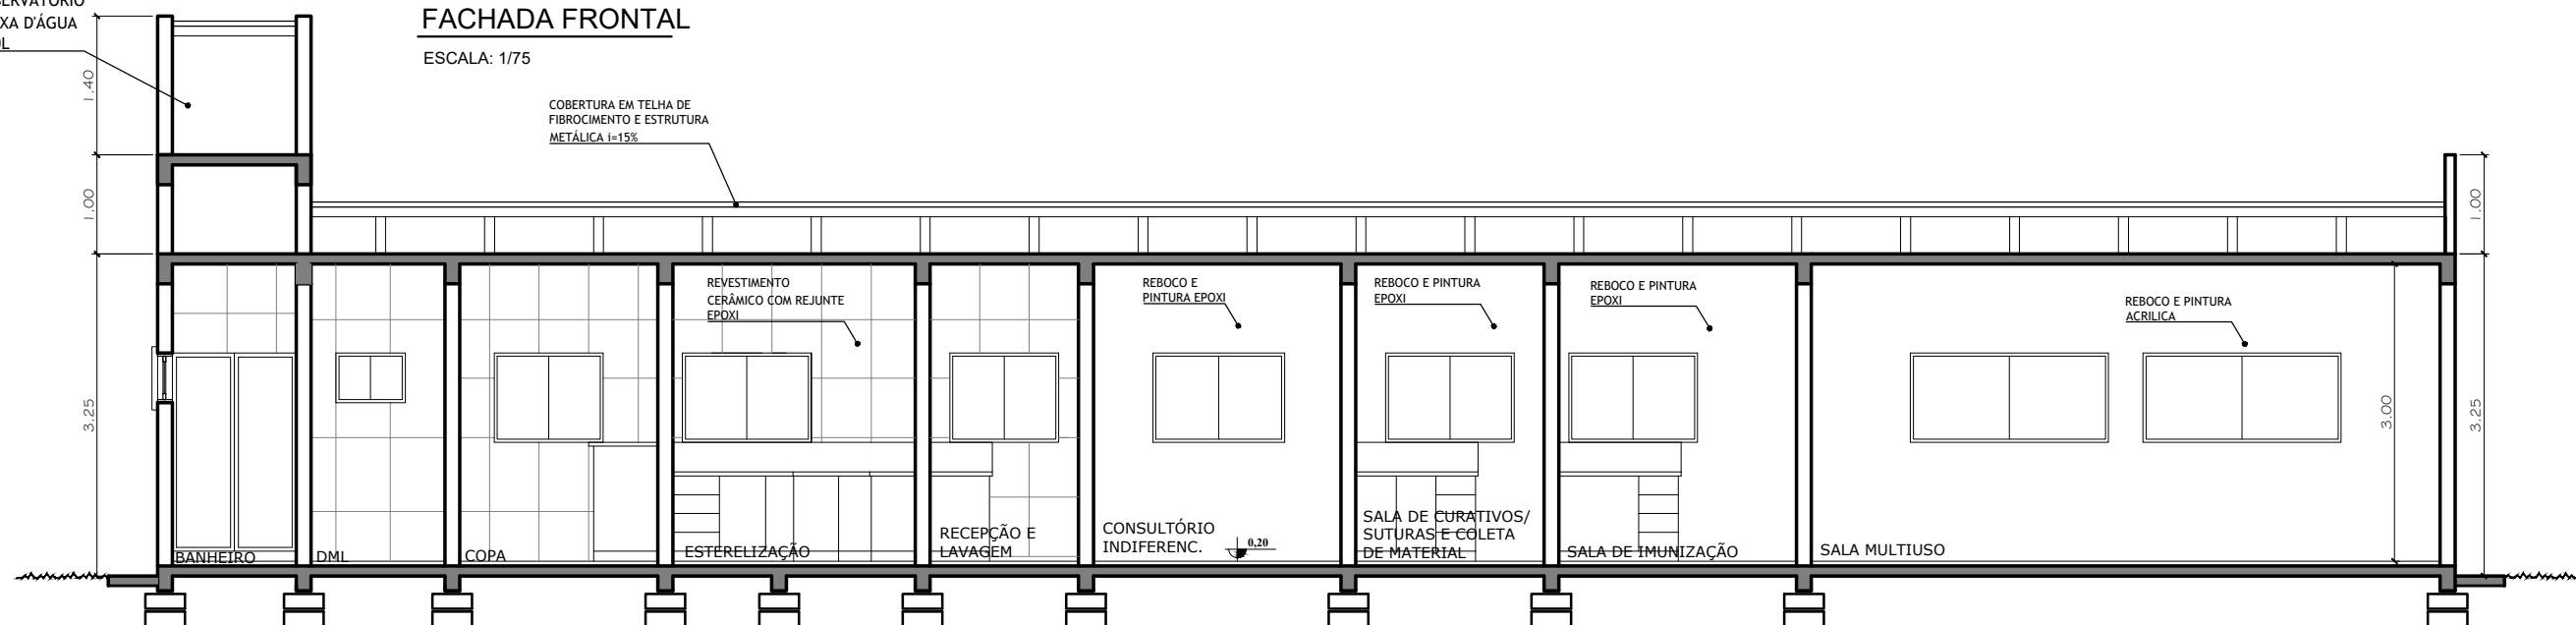 FACHADA FRONTAL
ESCALA: 1/75
XA D'ÁGUA
COBERTURA EM TELHA DE
FIBROCIMENTO E ESTRUTURA
METÁLICA i=15%
1.40
1.00
3.25
1.00
3.25
3.00
REVESTIMENTO
CERÂMICO COM REJUNTE
EPOXI
REBOCO E
PINTURA EPOXI
REBOCO E PINTURA
EPOXI
REBOCO E PINTURA
EPOXI
REBOCO E PINTURA
ACRILICA
BANHEIRO
DML
COPA
ESTERELIZAÇÃO
RECEPÇÃO E
LAVAGEM
CONSULTÓRIO
INDIFERENC.
0,20
SALA DE CURATIVOS/
SUTURAS E COLETA
DE MATERIAL
SALA DE IMUNIZAÇÃO
SALA MULTIUSO